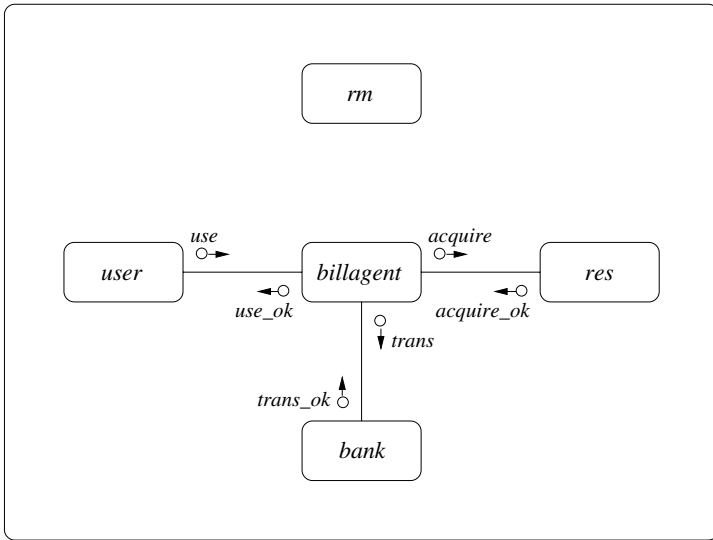 rm
use
acquire
user
billagent
res
use_ok
acquire_ok
trans
trans_ok
bank